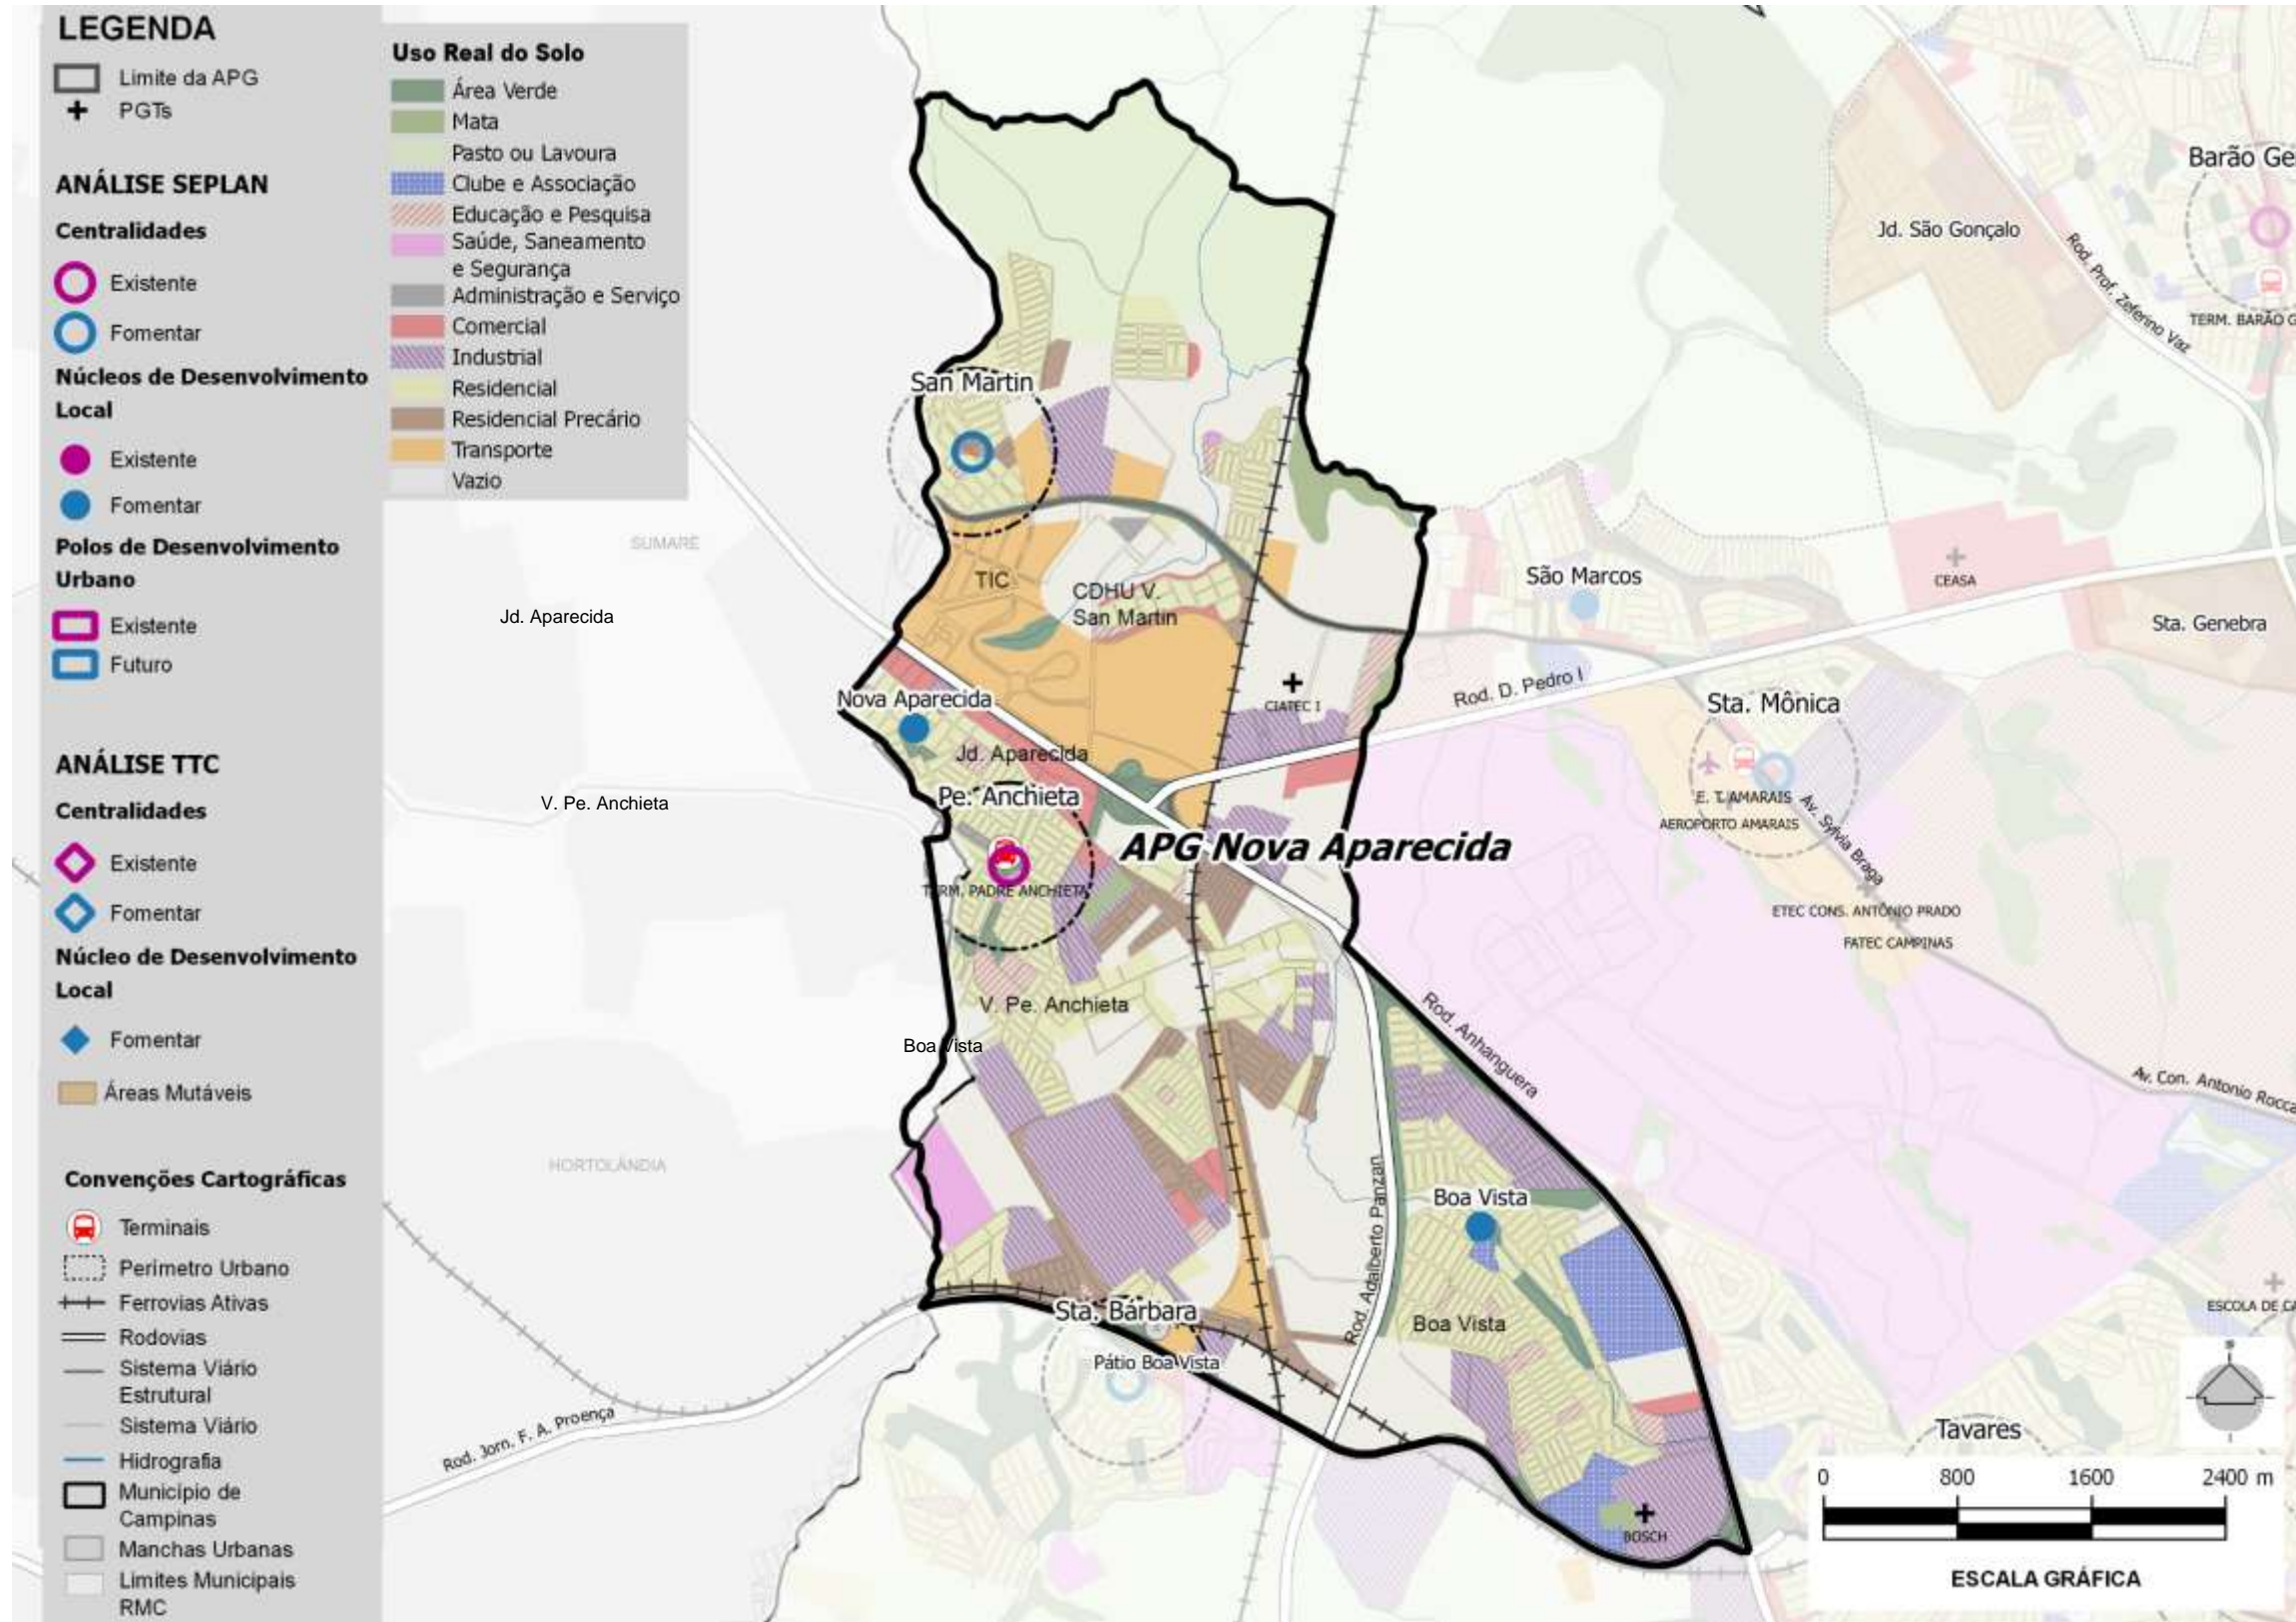 LEGENDA
Limite da APG
PGTs
ANÁLISE SEPLAN
Centralidades
Existente
Fomentar
Núcleos de Desenvolvimento
Local
Existente
Fomentar
Polos de Desenvolvimento
Urbano
Existente
Futuro
ANÁLISE TTC
Centralidades
Existente
Fomentar
Núcleo de Desenvolvimento
Local
Fomentar
Áreas Mutáveis
Convenções Cartográficas
Terminais
Perímetro Urbano
Ferrovias Ativas
Rodovias
Sistema Viário
Estrutural
Sistema Viário
Hidrografia
Município de
Campinas
Manchas Urbanas
Limites Municipais
RMC
Uso Real do Solo
Área Verde
Mata
Pasto ou Lavoura
Clube e Associação
Educação e Pesquisa
Saúde, Saneamento
e Segurança
Administração e Serviço
Comercial
Industrial
Residencial
Residencial Precário
Transporte
Vazio
SUMARÉ
Jd. Aparecida
V. Pe. Anchieta
Boa Vista
HORTOLÂNDIA
Rod. Jorn. F. A. Proença
San Martin
TIC
CDHU V.
San Martin
Nova Aparecida
Jd. Aparecida
Pe. Anchieta
TERM. PADRE ANCHIETA
CIATEC I
APG Nova Aparecida
V. Pe. Anchieta
Rod. Anhanguera
Rod. Adalberto Panzan
Boa Vista
Boa Vista
Sta. Bárbara
Pátio Boa Vista
BOSCH
Barão Ge
Jd. São Gonçalo
Rod. Prof. Zeferino Vaz
TERM. BARÃO G
São Marcos
CEASA
Sta. Genebra
Rod. D. Pedro I
Sta. Mônica
E. T. AMARAIS
AEROPORTO AMARAIS
Av. Sylvia Braga
ETEC CONS. ANTÔNIO PRADO
FATEC CAMPINAS
Av. Con. Antonio Rocca
ESCOLA DE CA
Tavares
0 800 1600 2400 m
ESCALA GRÁFICA